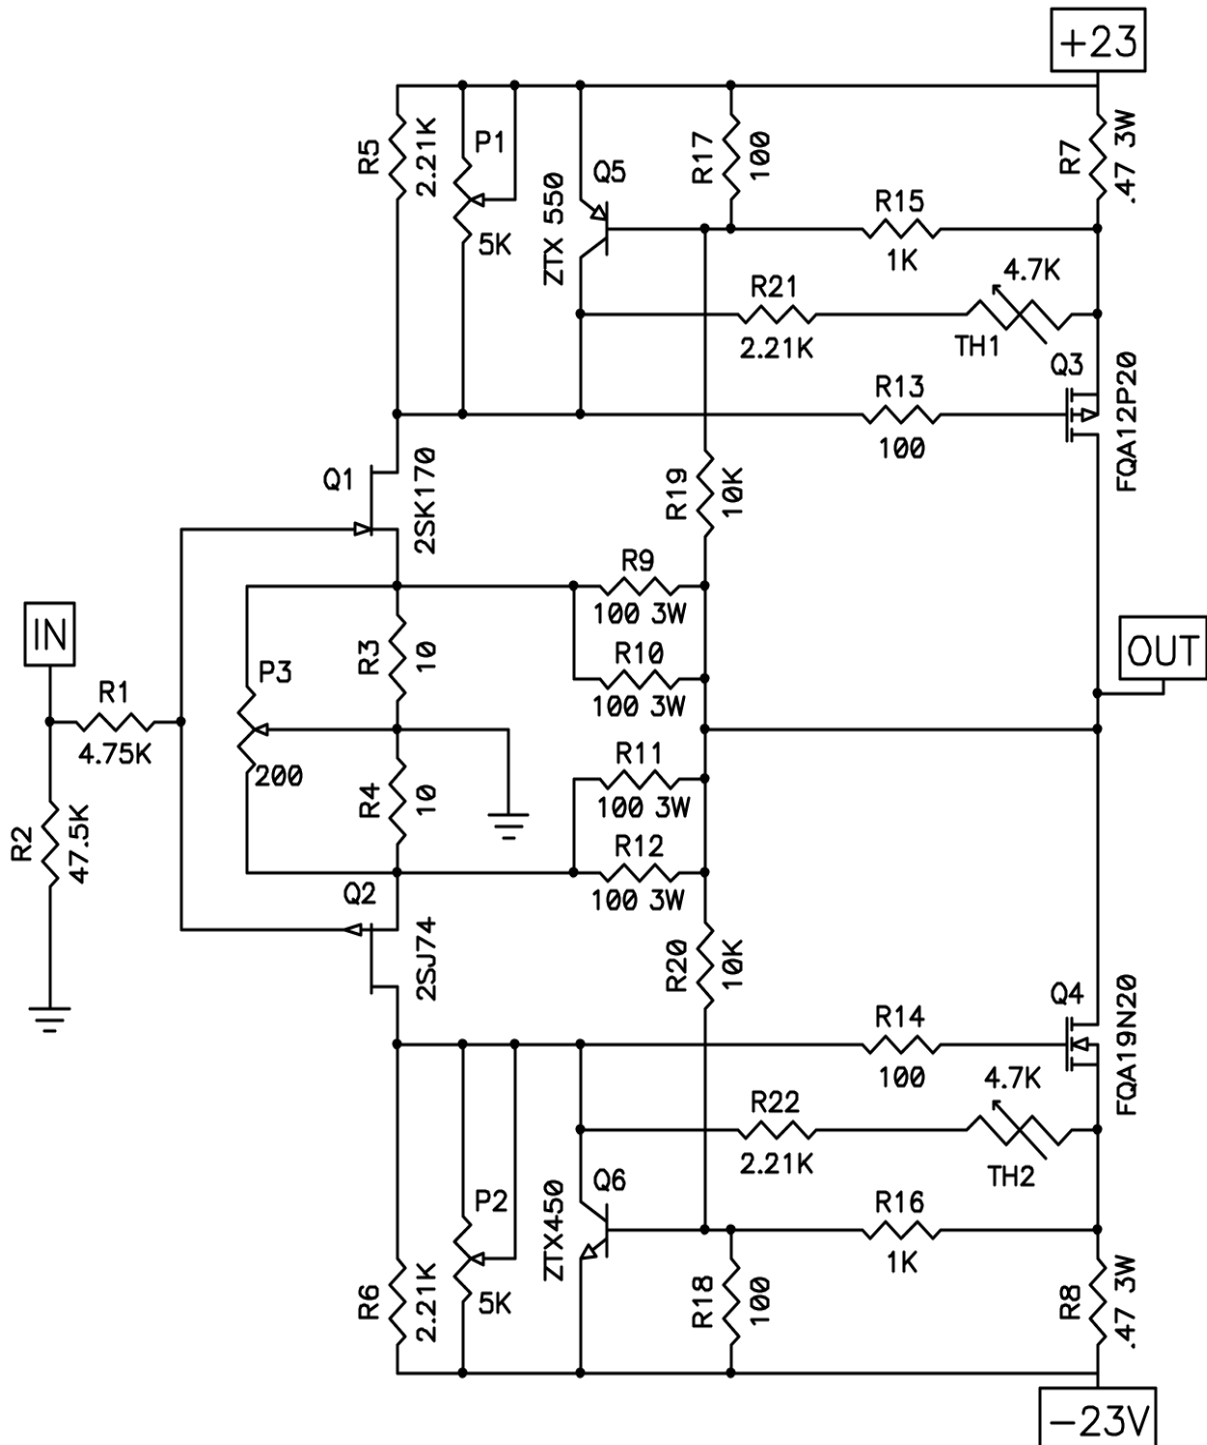 +23
R5
2.21K
P1
5K
Q5
ZTX 550
R17
100
R7
.47 3W
R15
1K
R21
2.21K
4.7K
TH1
Q3
FQA12P20
R13
100
Q1
2SK170
R19
10K
R9
100 3W
R10
100 3W
IN
R1
4.75K
R2
47.5K
P3
200
R3
10
R4
10
R11
100 3W
R12
100 3W
OUT
Q2
2SJ74
R20
10K
R14
100
Q4
FQA19N20
R22
2.21K
4.7K
TH2
Q6
ZTX450
P2
5K
R6
2.21K
R16
1K
R18
100
R8
.47 3W
-23V